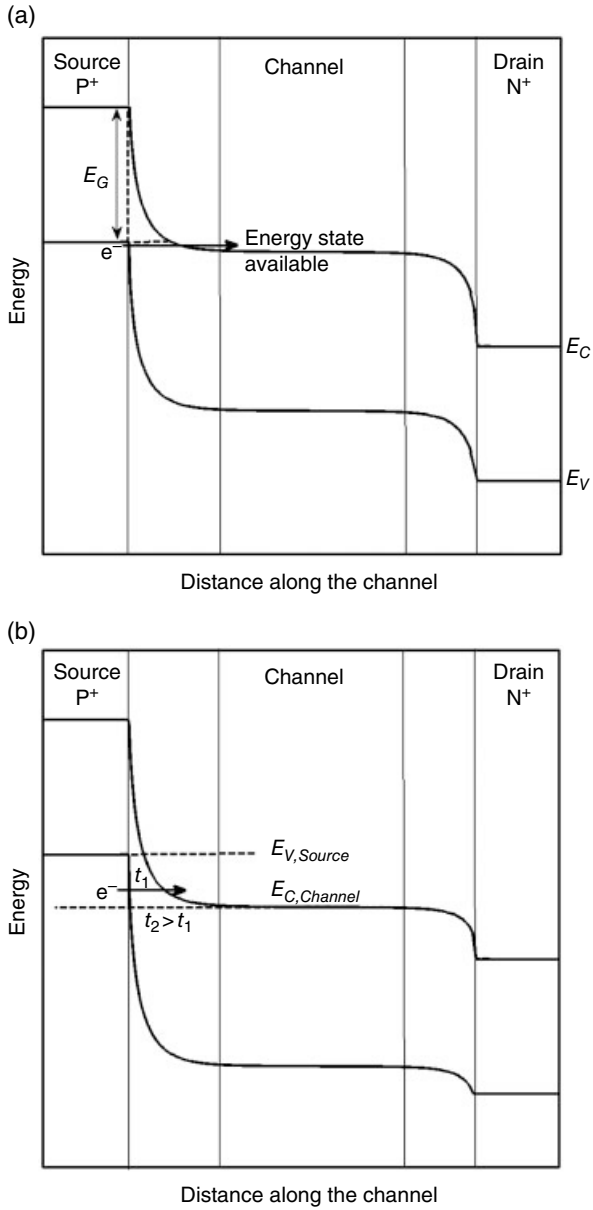 (a)
Source
P+
Channel
Drain
N+
EG
e–
Energy state
available
EC
EV
Energy
Distance along the channel
(b)
Source
P+
Channel
Drain
N+
EV,Source
e–
t1
EC,Channel
t2 > t1
Energy
Distance along the channel